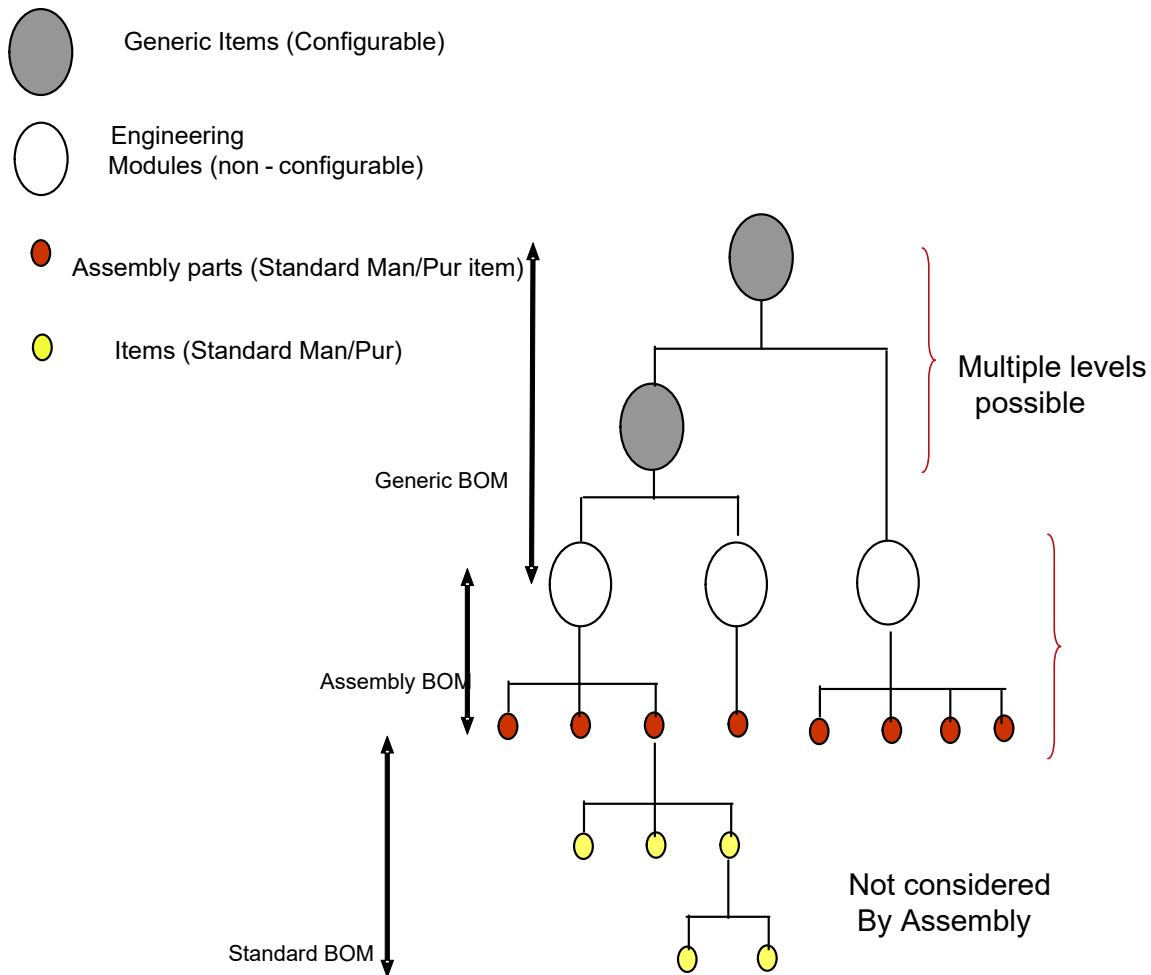 Generic Items (Configurable)
Engineering
Modules (non - configurable)
Assembly parts (Standard Man/Pur item)
Items (Standard Man/Pur)
Multiple levels
possible
Generic BOM
Assembly BOM
Not considered
By Assembly
Standard BOM